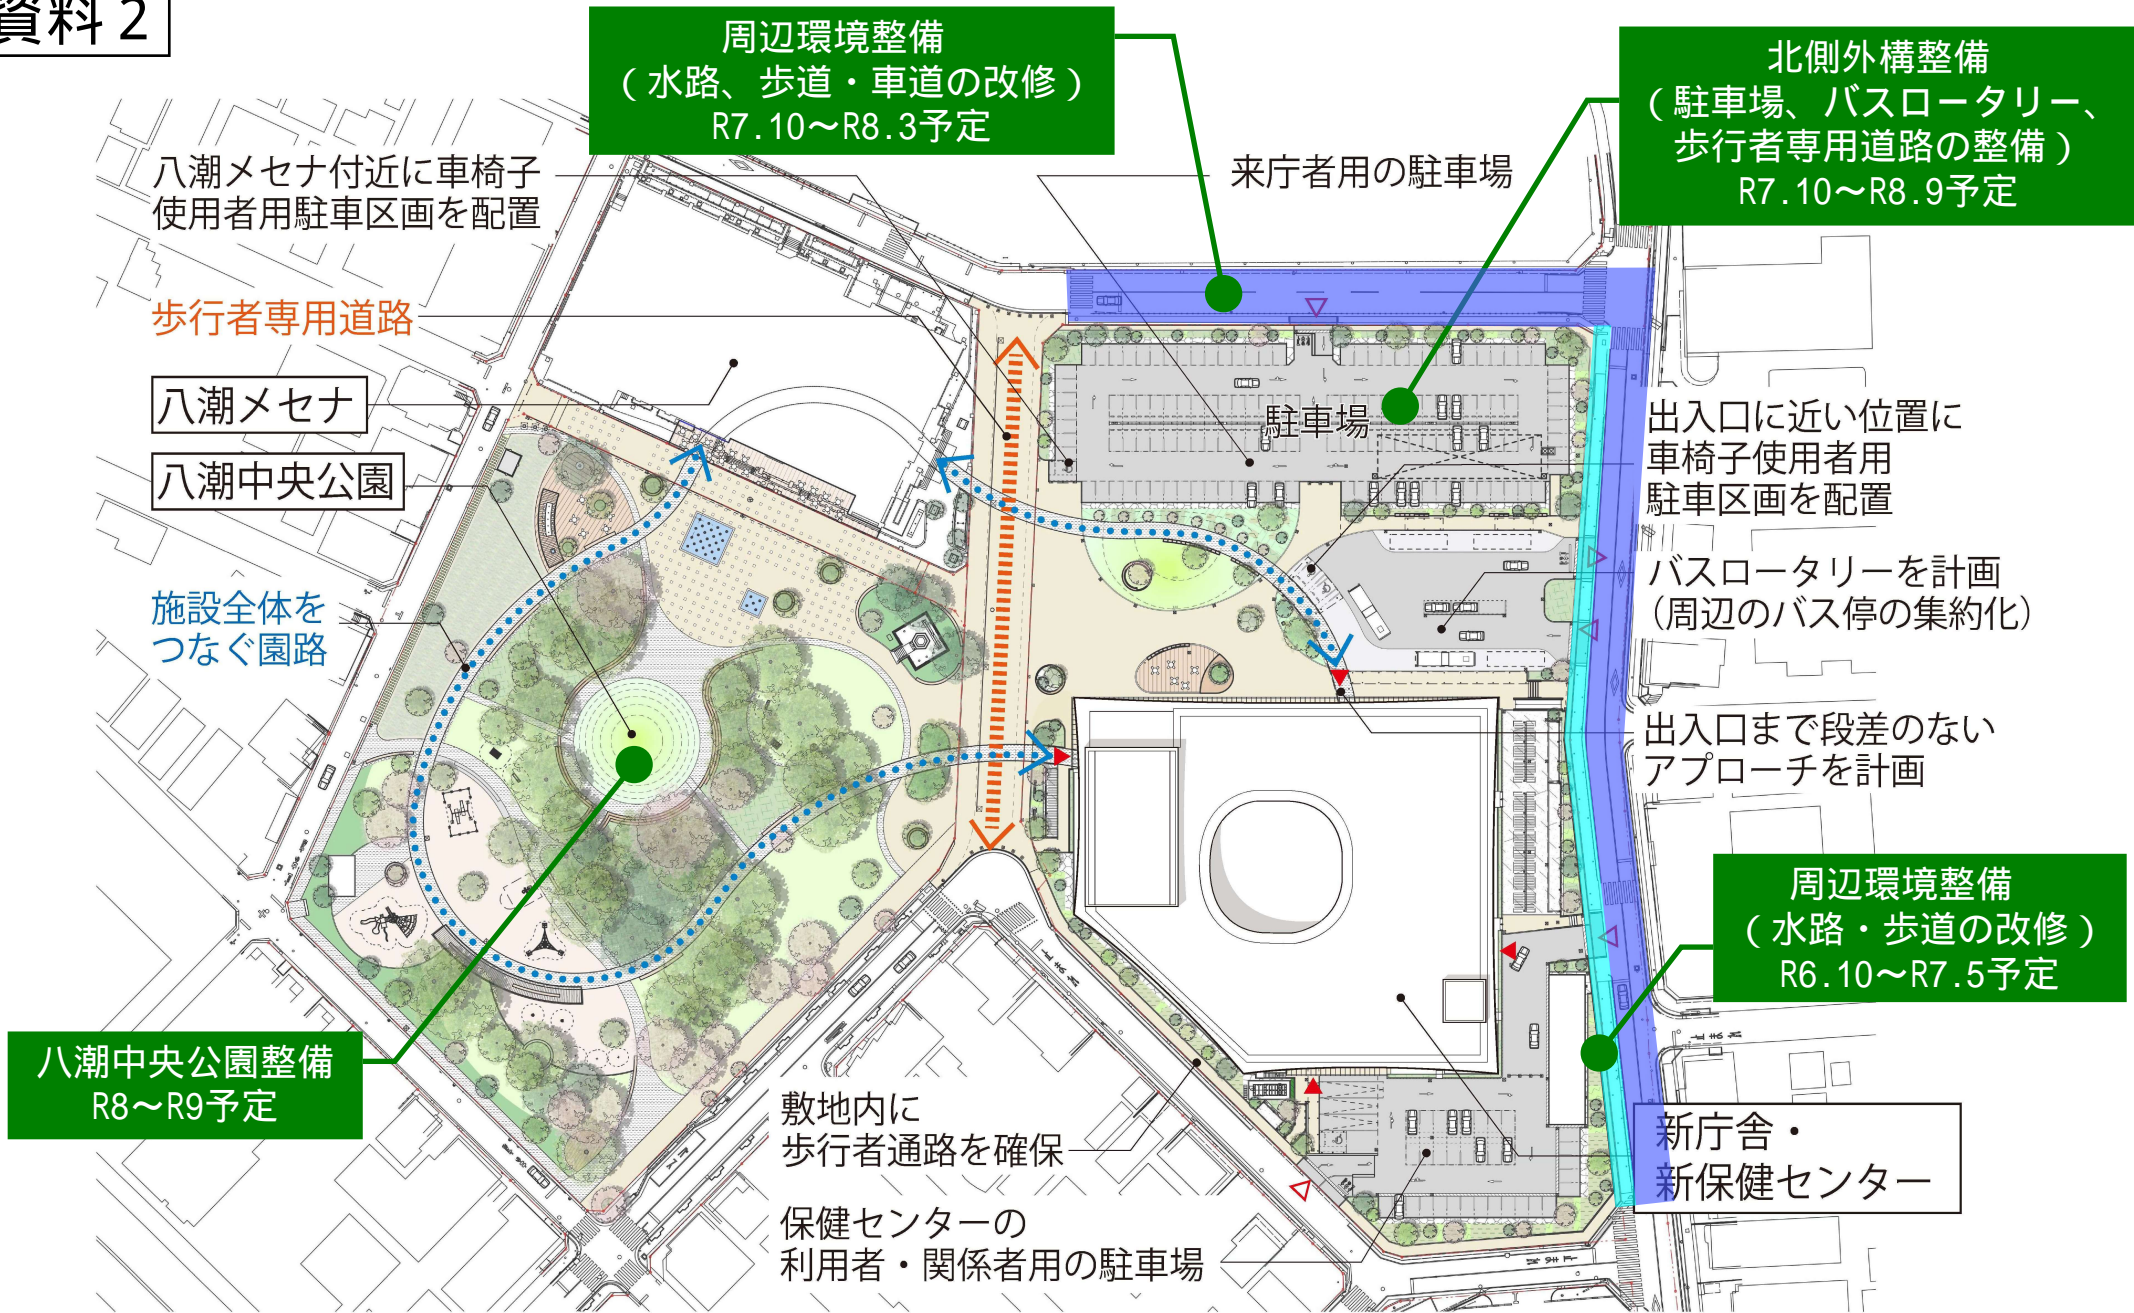 資料２
周辺環境整備
（水路、歩道・車道の改修）
R7.10～R8.3予定
北側外構整備
（駐車場、バスロータリー、
歩行者専用道路の整備）
R7.10～R8.9予定
八潮メセナ付近に車椅子
使用者用駐車区画を配置
来庁者用の駐車場
歩行者専用道路
八潮メセナ
八潮中央公園
駐車場
出入口に近い位置に
車椅子使用者用
駐車区画を配置
バスロータリーを計画
（周辺のバス停の集約化）
施設全体を
つなぐ園路
出入口まで段差のない
アプローチを計画
周辺環境整備
（水路・歩道の改修）
R6.10～R7.5予定
八潮中央公園整備
R8～R9予定
敷地内に
歩行者通路を確保
新庁舎・
新保健センター
保健センターの
利用者・関係者用の駐車場